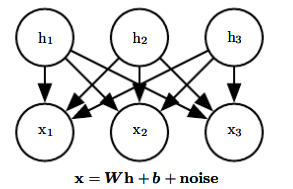 h₁ h₂ h₃
x₁ x₂ x₃
x = Wh + b + noise